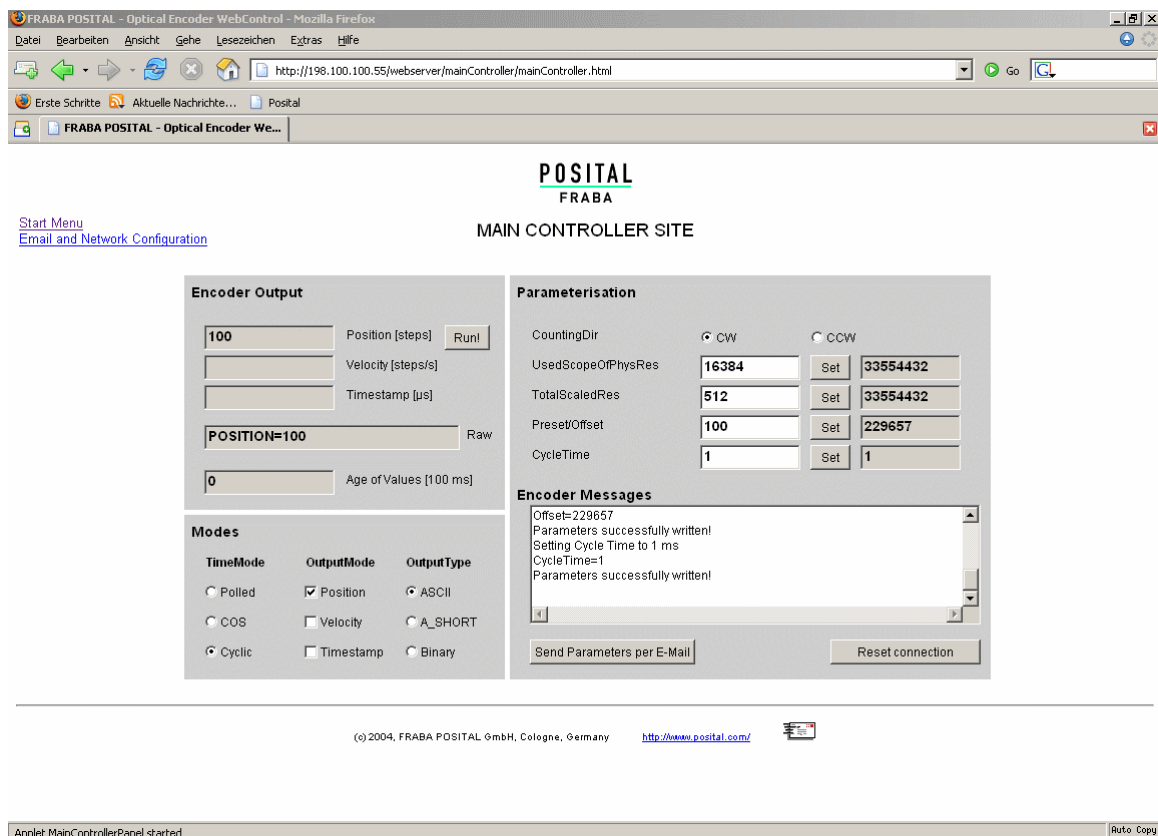 FRABA POSITAL - Optical Encoder WebControl - Mozilla Firefox
Datei Bearbeiten Ansicht Gehe Lesezeichen Extras Hilfe
http://198.100.100.55/webserver/mainController/mainController.html Go G
Erste Schritte Aktuelle Nachrichte... Posital
FRABA POSITAL - Optical Encoder We...
POSITAL
FRABA
Start Menu
Email and Network Configuration
MAIN CONTROLLER SITE
Encoder Output
100 Position [steps] Run!
Velocity [steps/s]
Timestamp [µs]
POSITION=100 Raw
0 Age of Values [100 ms]
Modes
TimeMode OutputMode OutputType
Polled Position ASCII
COS Velocity A_SHORT
Cyclic Timestamp Binary
Parameterisation
CountingDir CW CCW
UsedScopeOfPhysRes 16384 Set 33554432
TotalScaledRes 512 Set 33554432
Preset/Offset 100 Set 229657
CycleTime 1 Set 1
Encoder Messages
Offset=229657
Parameters successfully written!
Setting Cycle Time to 1 ms
CycleTime=1
Parameters successfully written!
Send Parameters per E-Mail Reset connection
(c) 2004, FRABA POSITAL GmbH, Cologne, Germany http://www.posital.com/
Applet MainControllerPanel started Auto Copy